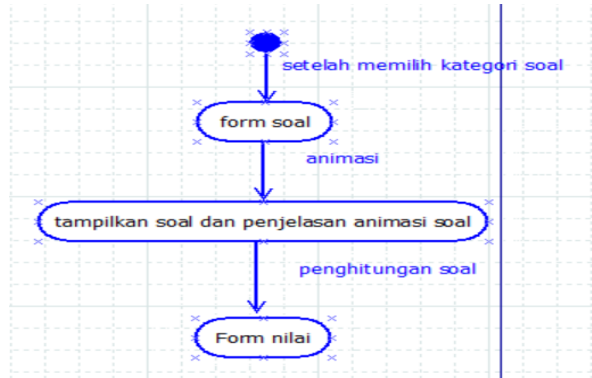 setelah memilih kategori soal
form soal
animasi
tampilkan soal dan penjelasan animasi soal
penghitungan soal
Form nilai